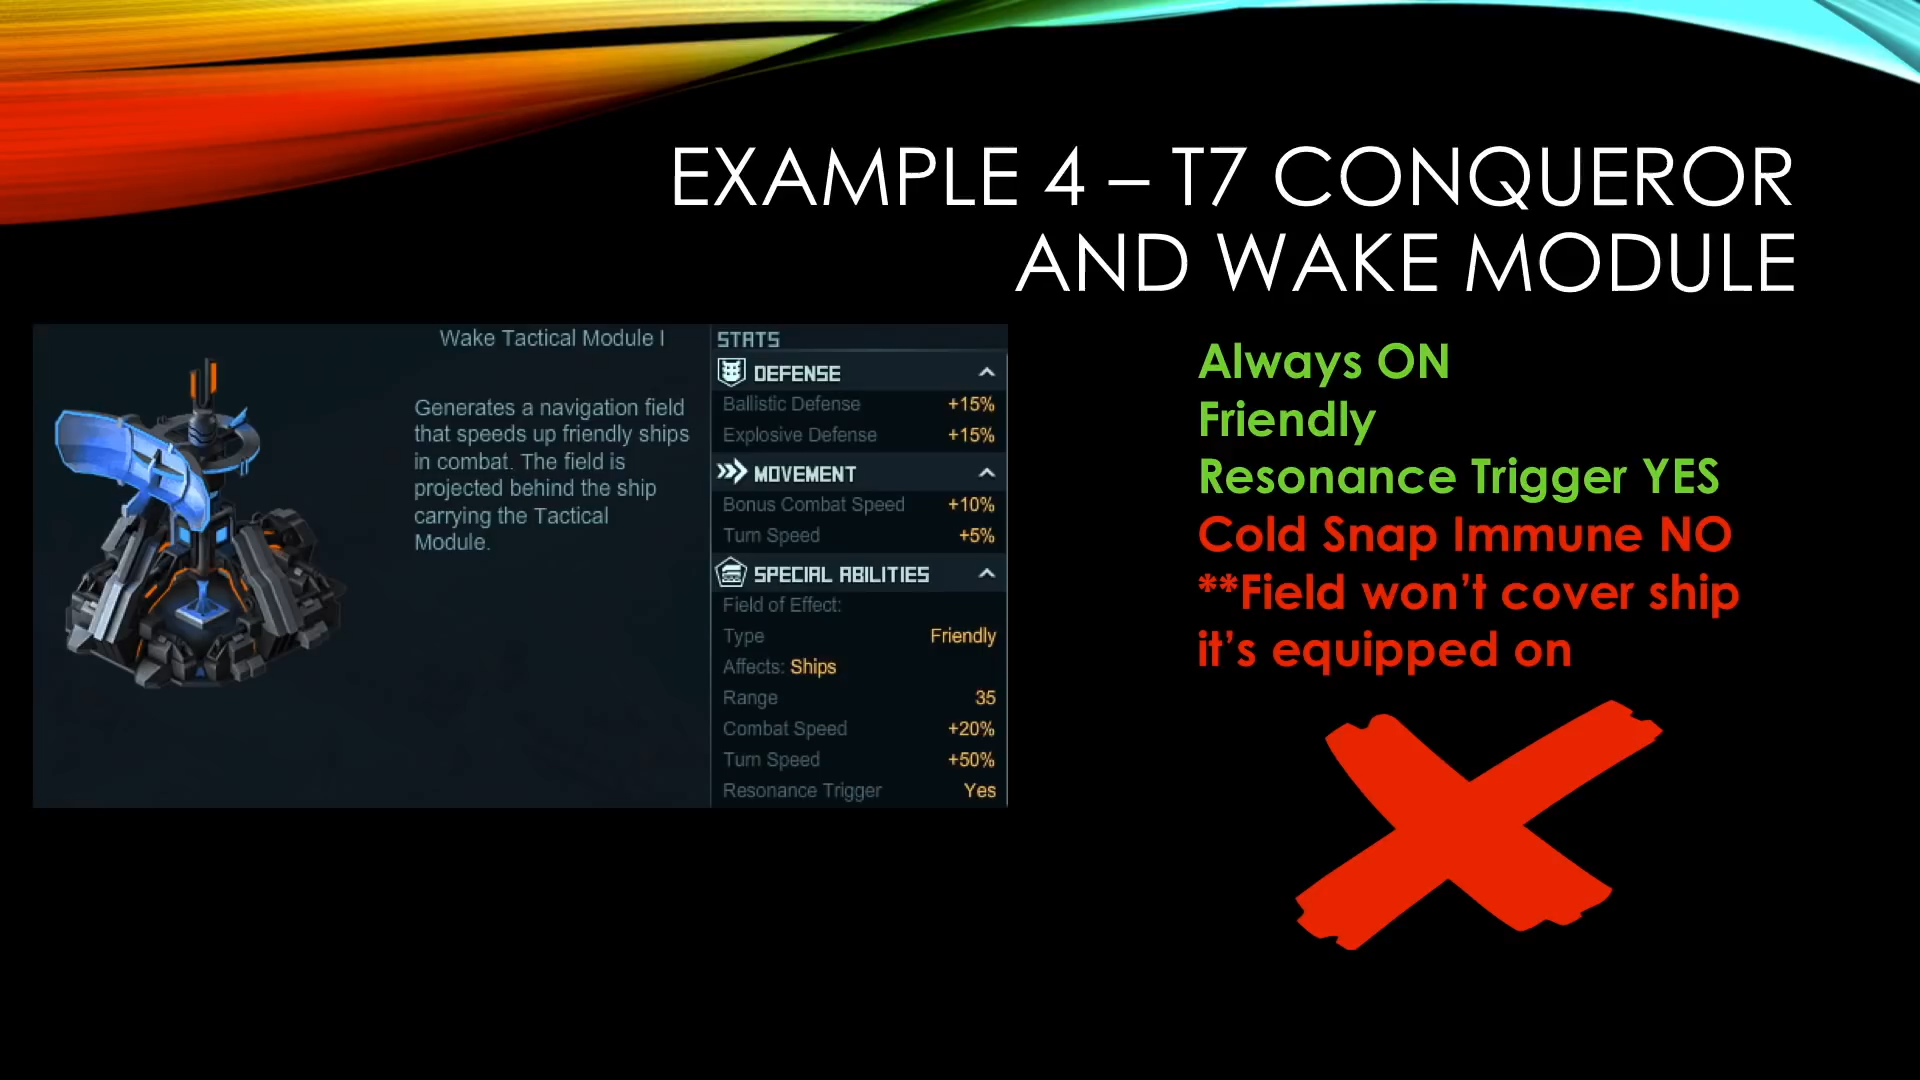 EXAMPLE 4 – T7 CONQUEROR
AND WAKE MODULE
Wake Tactical Module I
Generates a navigation field
that speeds up friendly ships
in combat. The field is
projected behind the ship
carrying the Tactical
Module.
STATS
DEFENSE
Ballistic Defense +15%
Explosive Defense +15%
MOVEMENT
Bonus Combat Speed +10%
Turn Speed +5%
SPECIAL ABILITIES
Field of Effect:
Type Friendly
Affects: Ships
Range 35
Combat Speed +20%
Turn Speed +50%
Resonance Trigger Yes
Always ON
Friendly
Resonance Trigger YES
Cold Snap Immune NO
**Field won’t cover ship
it’s equipped on